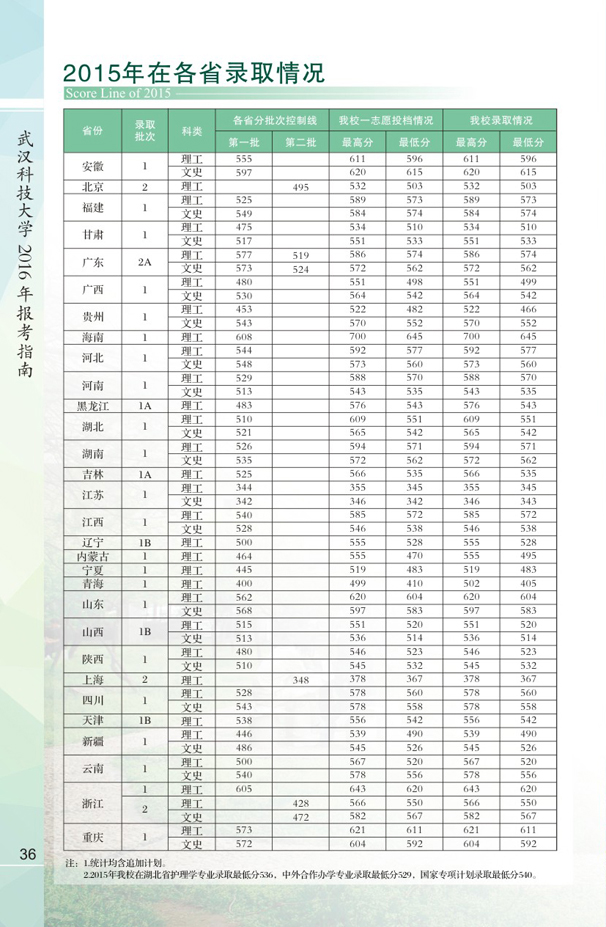 2015年在各省录取情况
Score Line of 2015
武汉科技大学 2016 年报考指南
省份 录取批次 科类 各省分批次控制线 我校一志愿投档情况 我校录取情况
第一批 第二批 最高分 最低分 最高分 最低分
安徽 1 理工 555 611 596 611 596
文史 597 620 615 620 615
北京 2 理工 495 532 503 532 503
福建 1 理工 525 589 573 589 573
文史 549 584 574 584 574
甘肃 1 理工 475 534 510 534 510
文史 517 551 533 551 533
广东 2A 理工 577 519 586 574 586 574
文史 573 524 572 562 572 562
广西 1 理工 480 551 498 551 499
文史 530 564 542 564 542
贵州 1 理工 453 522 482 522 466
文史 543 570 552 570 552
海南 1 理工 608 700 645 700 645
河北 1 理工 544 592 577 592 577
文史 548 573 560 573 560
河南 1 理工 529 588 570 588 570
文史 513 543 535 543 535
黑龙江 1A 理工 483 576 543 576 543
湖北 1 理工 510 609 551 609 551
文史 521 565 542 565 542
湖南 1 理工 526 594 571 594 571
文史 535 572 562 572 562
吉林 1A 理工 525 566 535 566 535
江苏 1 理工 344 355 345 355 345
文史 342 346 342 346 343
江西 1 理工 540 585 572 585 572
文史 528 546 538 546 538
辽宁 1B 理工 500 555 528 555 528
内蒙古 1 理工 464 555 470 555 495
宁夏 1 理工 445 519 483 519 483
青海 1 理工 400 499 410 502 405
山东 1 理工 562 620 604 620 604
文史 568 597 583 597 583
山西 1B 理工 515 551 520 551 520
文史 513 536 514 536 514
陕西 1 理工 480 546 523 546 523
文史 510 545 532 545 532
上海 2 理工 348 378 367 378 367
四川 1 理工 528 578 560 578 560
文史 543 578 558 578 558
天津 1B 理工 538 556 542 556 542
新疆 1 理工 446 539 490 539 490
文史 486 545 526 545 526
云南 1 理工 500 567 520 567 520
文史 540 578 556 578 556
浙江 1 理工 605 643 620 643 620
2 理工 428 566 550 566 550
文史 472 582 567 582 567
重庆 1 理工 573 621 611 621 611
文史 572 604 592 604 592
注：1.统计均含追加计划。
2.2015年我校在湖北省护理学专业录取最低分536，中外合作办学专业录取最低分529，国家专项计划录取最低分540。
36